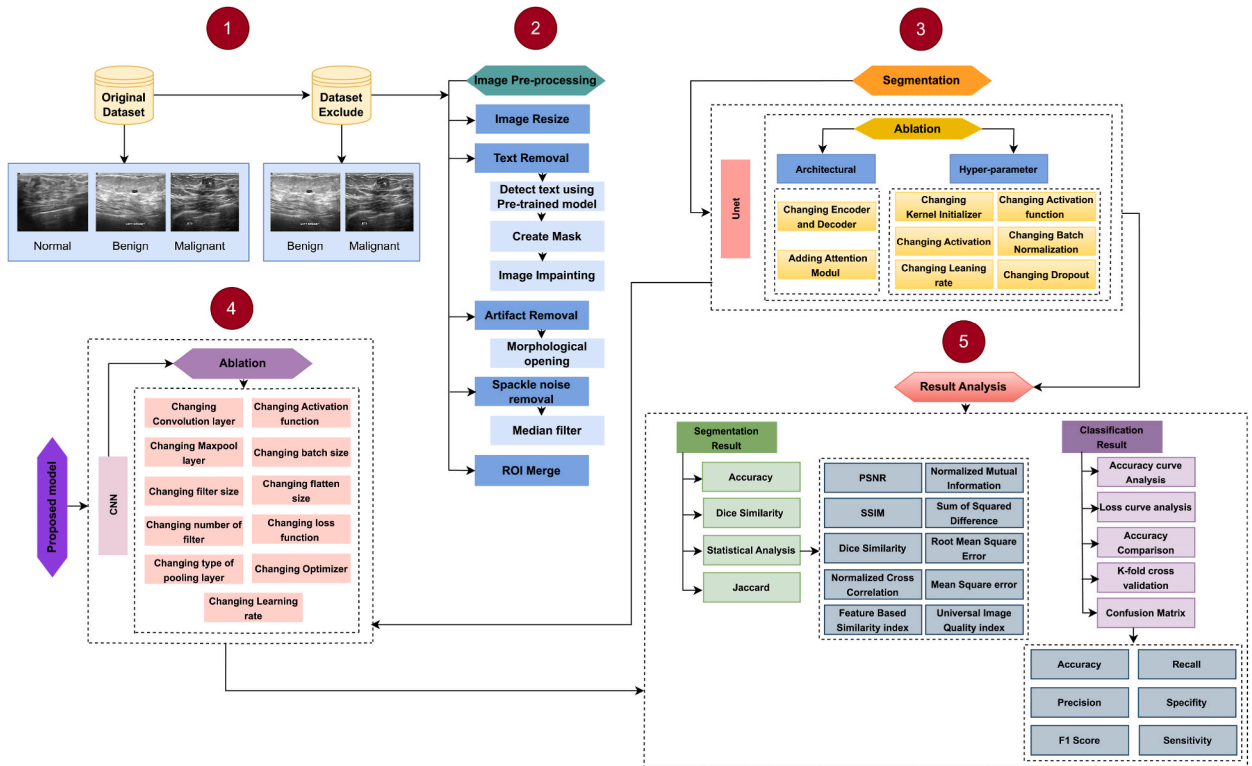 1
Original
Dataset
Dataset
Exclude
Normal
Benign
Malignant
Benign
Malignant
2
Image Pre-processing
Image Resize
Text Removal
Detect text using
Pre-trained model
Create Mask
Image Impainting
Artifact Removal
Morphological
opening
Spackle noise
removal
Median filter
ROI Merge
3
Segmentation
Unet
Ablation
Architectural
Hyper-parameter
Changing Encoder
and Decoder
Adding Attention
Modul
Changing
Kernel Initializer
Changing Activation
function
Changing Activation
Changing Batch
Normalization
Changing Leaning
rate
Changing Dropout
4
Proposed model
CNN
Ablation
Changing
Convolution layer
Changing Activation
function
Changing Maxpool
layer
Changing batch size
Changing filter size
Changing
flatten size
Changing number of
filter
Changing
loss function
Changing type of
pooling layer
Changing Optimizer
Changing Learning
rate
5
Result Analysis
Segmentation
Result
Accuracy
Dice Similarity
Statistical Analysis
Jaccard
PSNR
Normalized Mutual
Information
SSIM
Sum of Squared
Difference
Dice Similarity
Root Mean Square
Error
Normalized Cross
Correlation
Mean Square error
Feature Based
Similarity index
Universal Image
Quality index
Classification
Result
Accuracy curve
Analysis
Loss curve analysis
Accuracy
Comparison
K-fold cross
validation
Confusion Matrix
Accuracy
Recall
Precision
Specifity
F1 Score
Sensitivity